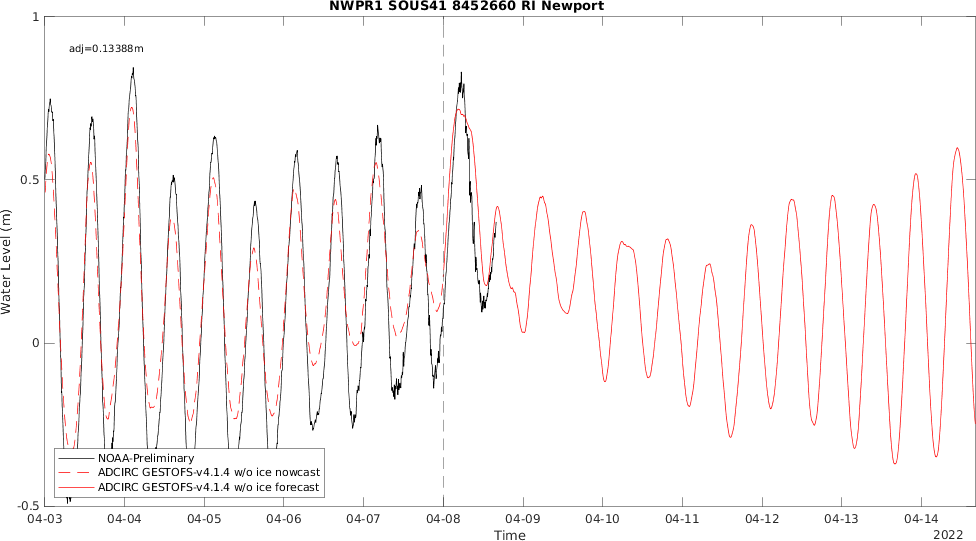 NWPR1 SOUS41 8452660 RI Newport
1
adj=0.13388m
0.5
Water Level (m)
0
NOAA-Preliminary
ADCIRC GESTOFS-v4.1.4 w/o ice nowcast
ADCIRC GESTOFS-v4.1.4 w/o ice forecast
-0.5
04-03 04-04 04-05 04-06 04-07 04-08 04-09 04-10 04-11 04-12 04-13 04-14
Time
2022